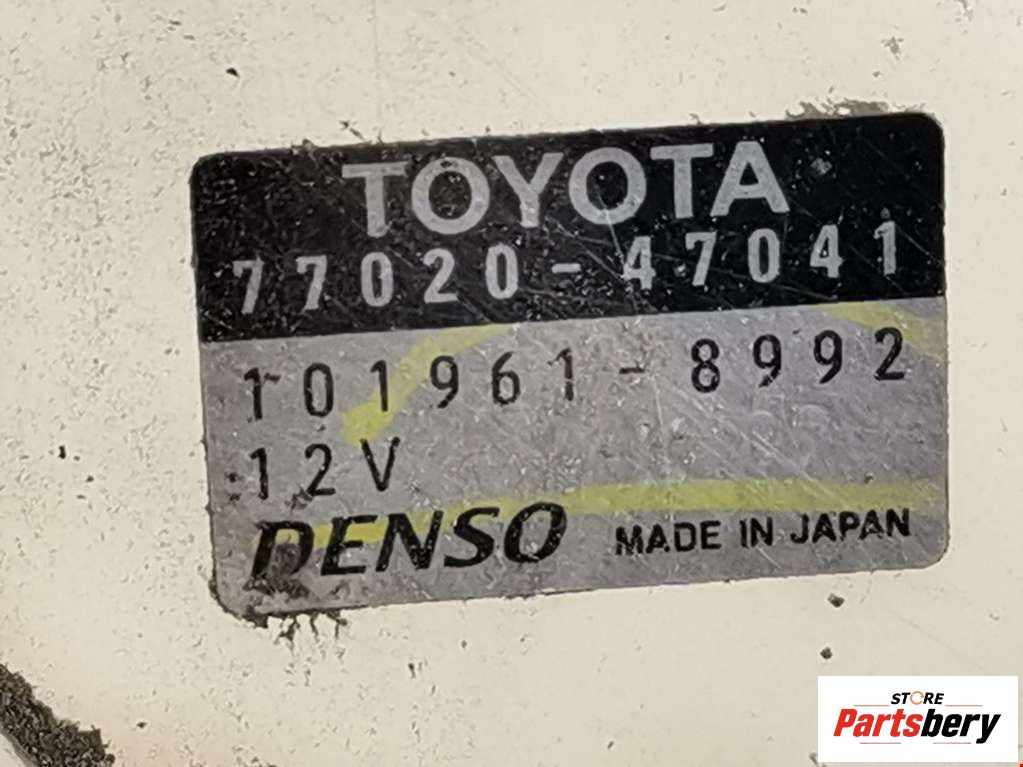 TOYOTA
77020-47041
101961-8992
12V
DENSO MADE IN JAPAN
STORE
Partsbery